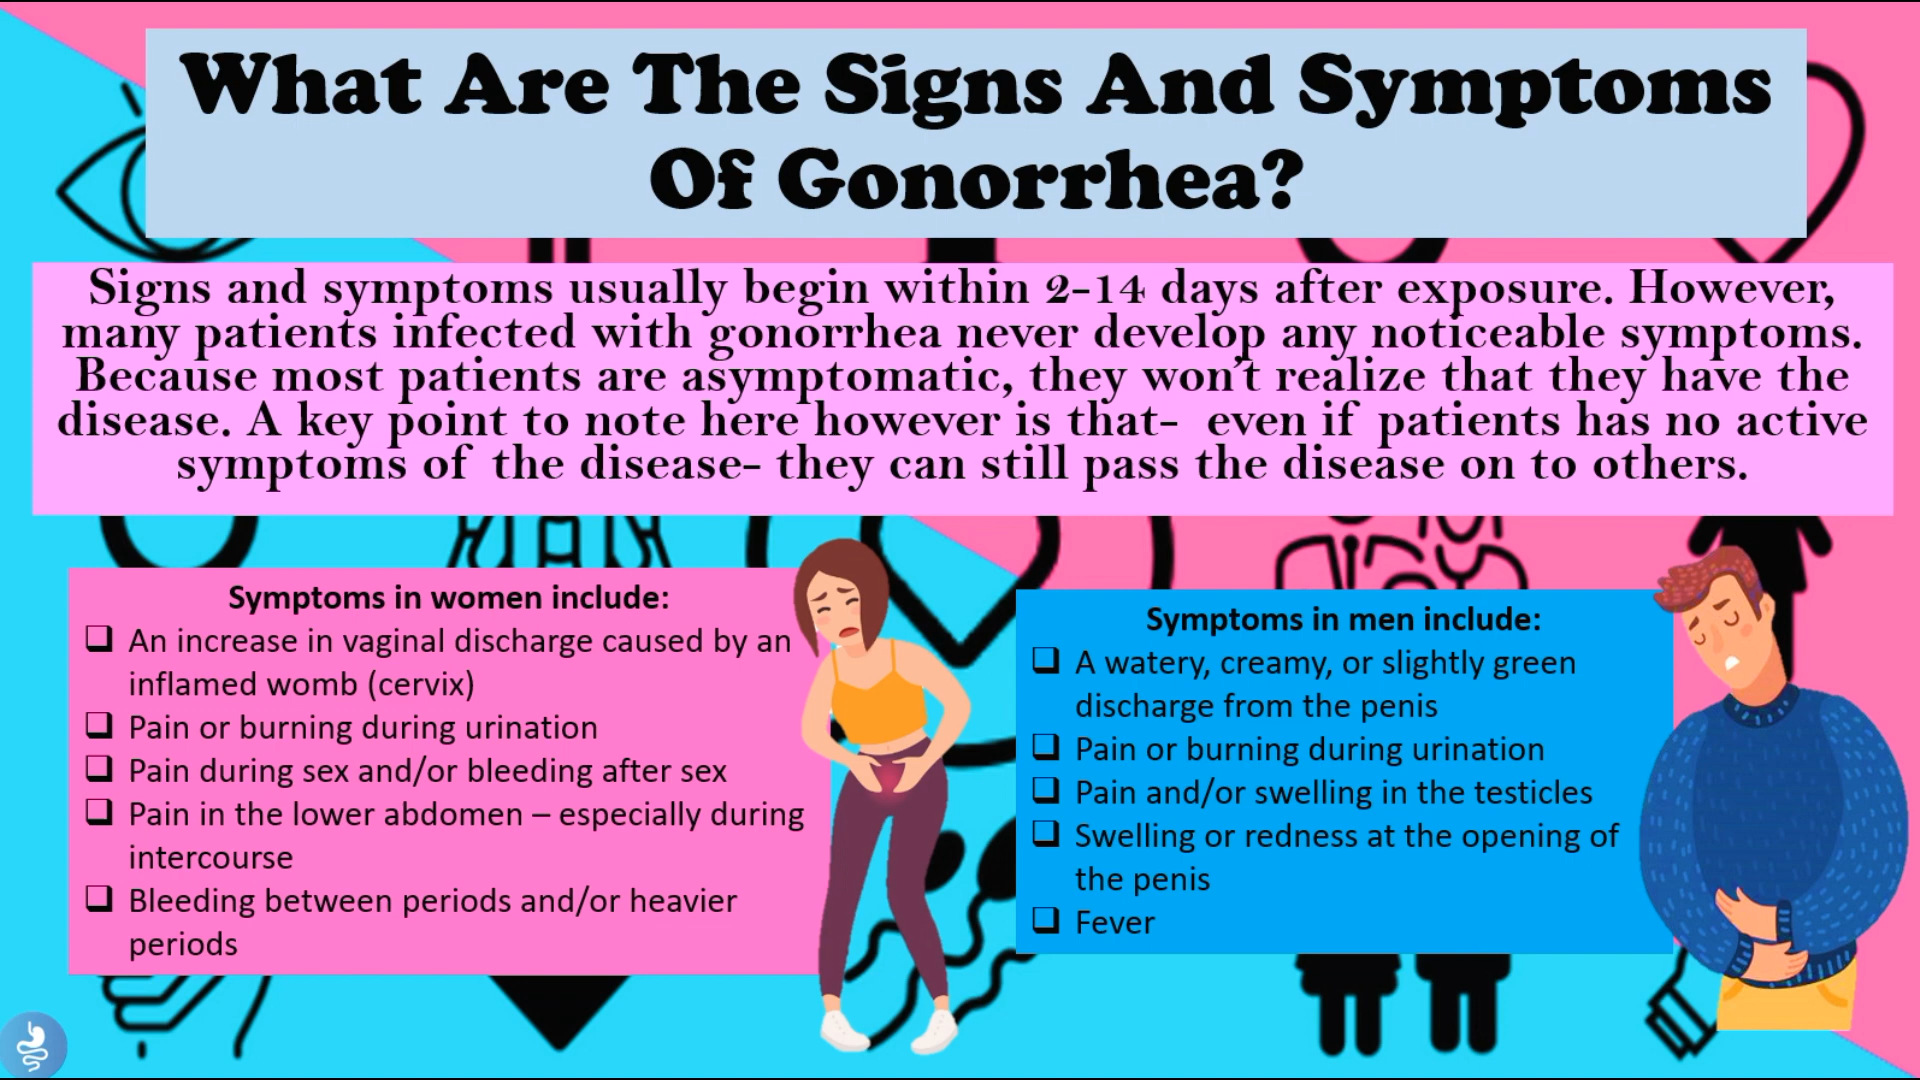 What Are The Signs And Symptoms
Of Gonorrhea?
Signs and symptoms usually begin within 2-14 days after exposure. However,
many patients infected with gonorrhea never develop any noticeable symptoms.
Because most patients are asymptomatic, they won't realize that they have the
disease. A key point to note here however is that- even if patients has no active
symptoms of the disease- they can still pass the disease on to others.
Symptoms in women include:
❑ An increase in vaginal discharge caused by an
inflamed womb (cervix)
❑ Pain or burning during urination
❑ Pain during sex and/or bleeding after sex
❑ Pain in the lower abdomen – especially during
intercourse
❑ Bleeding between periods and/or heavier
periods
Symptoms in men include:
❑ A watery, creamy, or slightly green
discharge from the penis
❑ Pain or burning during urination
❑ Pain and/or swelling in the testicles
❑ Swelling or redness at the opening of
the penis
❑ Fever